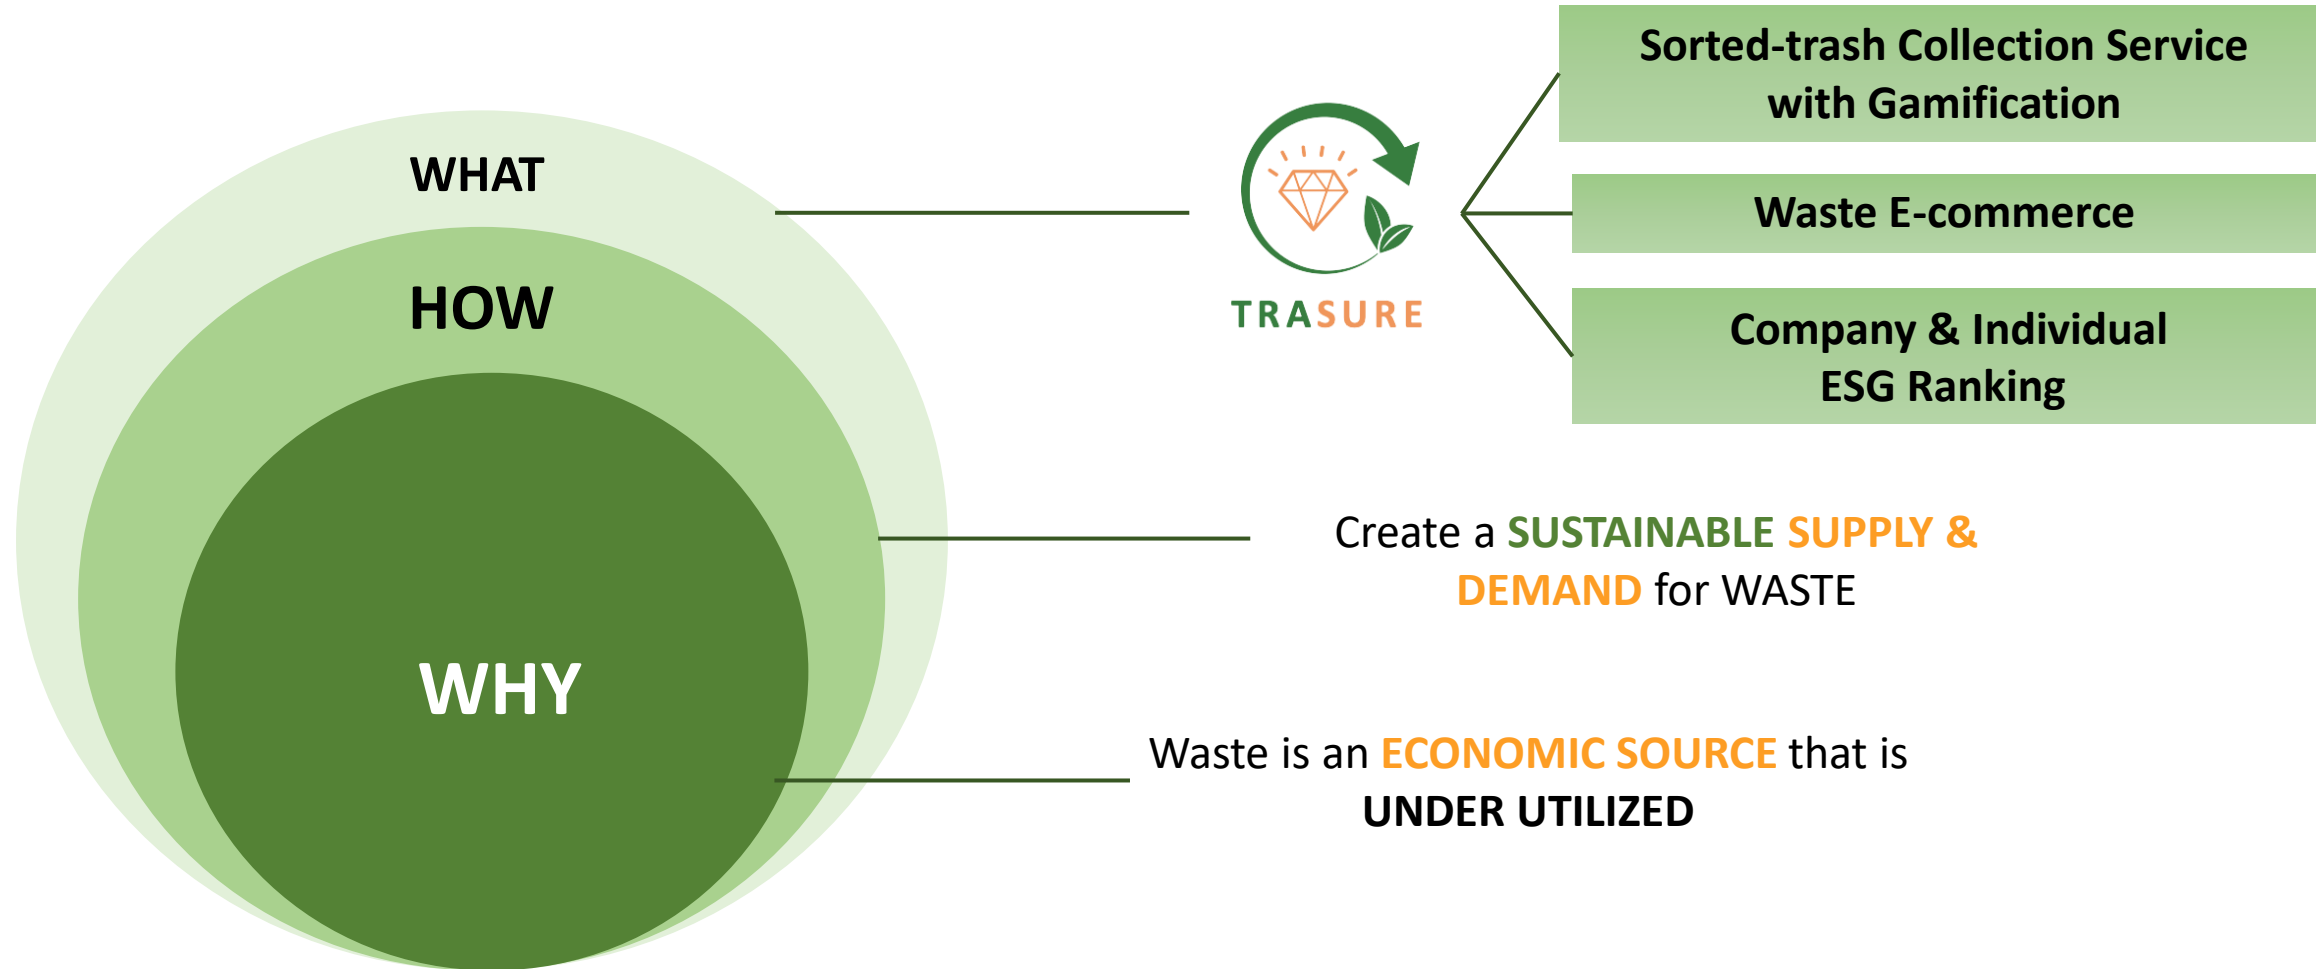 WHAT
HOW
WHY
TRASURE
Sorted-trash Collection Service
with Gamification
Waste E-commerce
Company & Individual
ESG Ranking
Create a SUSTAINABLE SUPPLY &
DEMAND for WASTE
Waste is an ECONOMIC SOURCE that is
UNDER UTILIZED